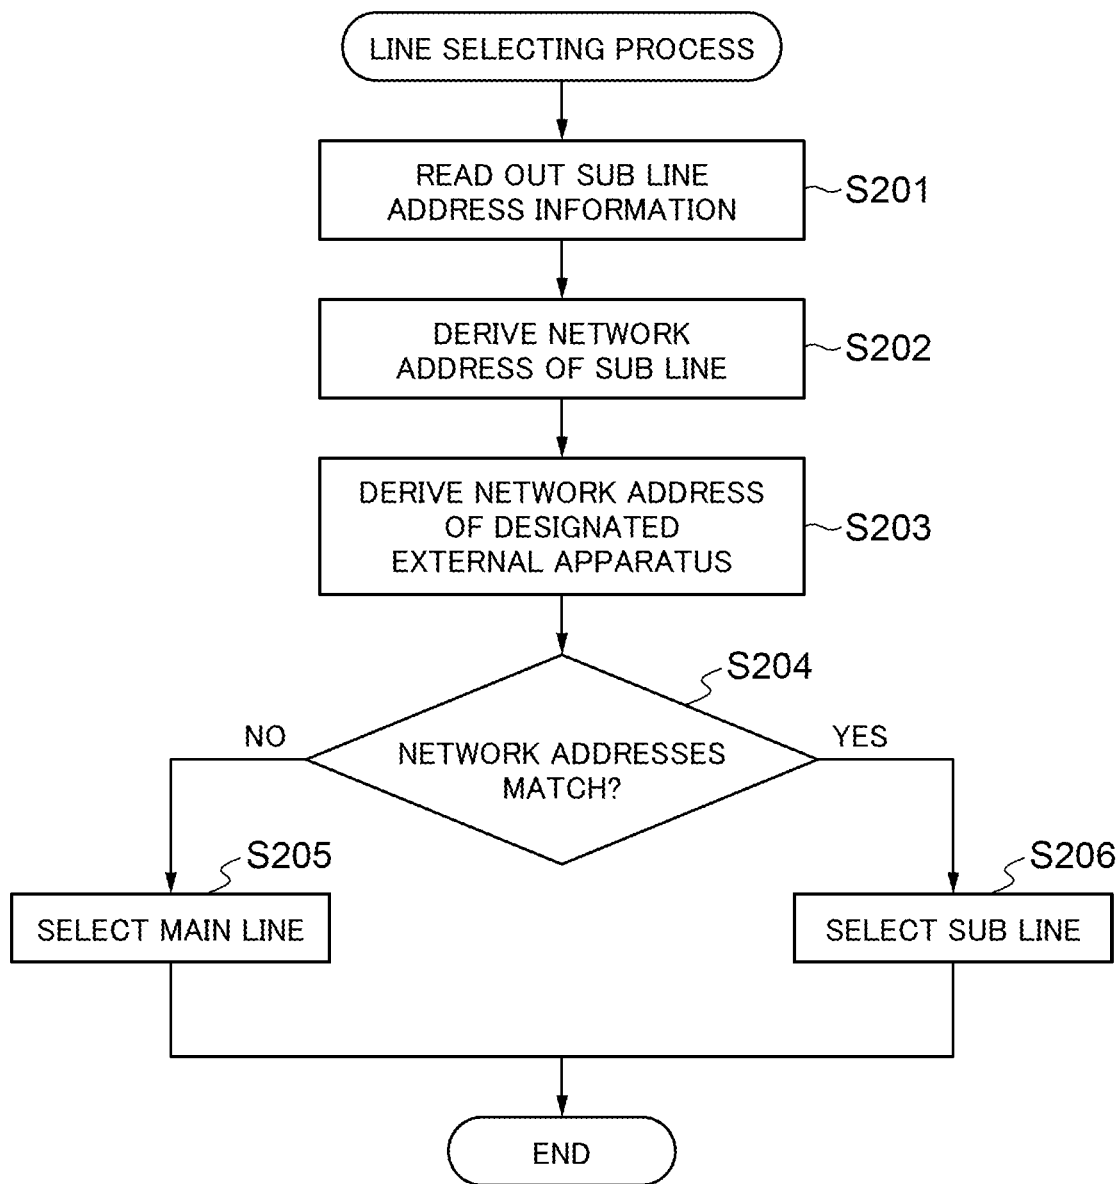 LINE SELECTING PROCESS
READ OUT SUB LINE
ADDRESS INFORMATION
S201
DERIVE NETWORK
ADDRESS OF SUB LINE
S202
DERIVE NETWORK ADDRESS
OF DESIGNATED
EXTERNAL APPARATUS
S203
S204
NO
YES
NETWORK ADDRESSES
MATCH?
S205
S206
SELECT MAIN LINE
SELECT SUB LINE
END